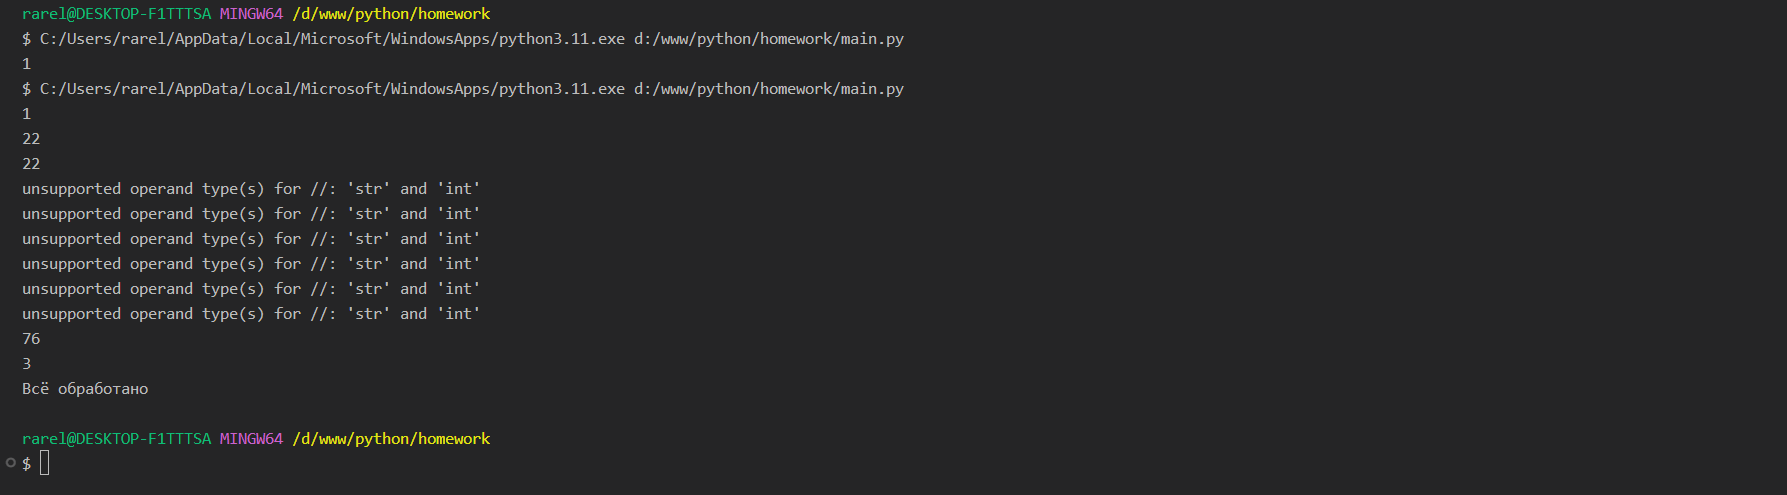 rarel@DESKTOP-F1TTTSA MINGW64 /d/www/python/homework
$ C:/Users/rarel/AppData/Local/Microsoft/WindowsApps/python3.11.exe d:/www/python/homework/main.py
1
$ C:/Users/rarel/AppData/Local/Microsoft/WindowsApps/python3.11.exe d:/www/python/homework/main.py
1
22
22
unsupported operand type(s) for //: 'str' and 'int'
unsupported operand type(s) for //: 'str' and 'int'
unsupported operand type(s) for //: 'str' and 'int'
unsupported operand type(s) for //: 'str' and 'int'
unsupported operand type(s) for //: 'str' and 'int'
unsupported operand type(s) for //: 'str' and 'int'
76
3
Всё обработано
rarel@DESKTOP-F1TTTSA MINGW64 /d/www/python/homework
$